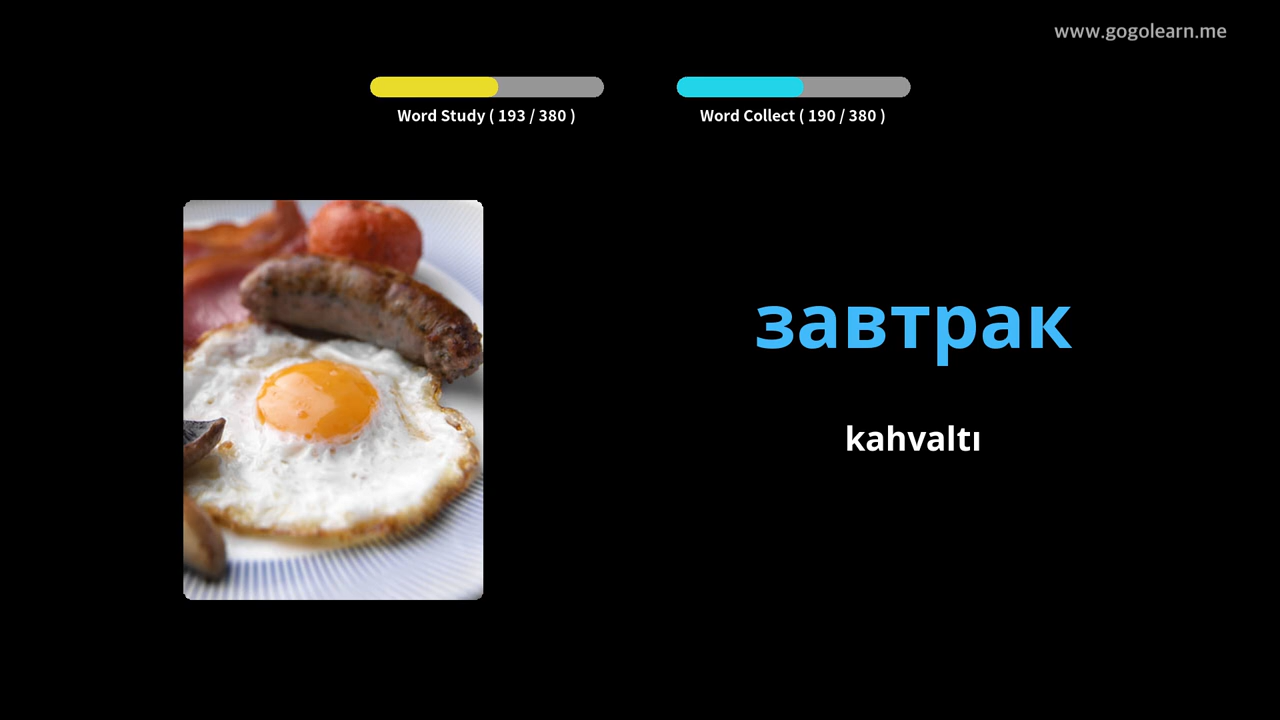 www.gogolearn.me
Word Study ( 193 / 380 )
Word Collect ( 190 / 380 )
завтрак
kahvaltı